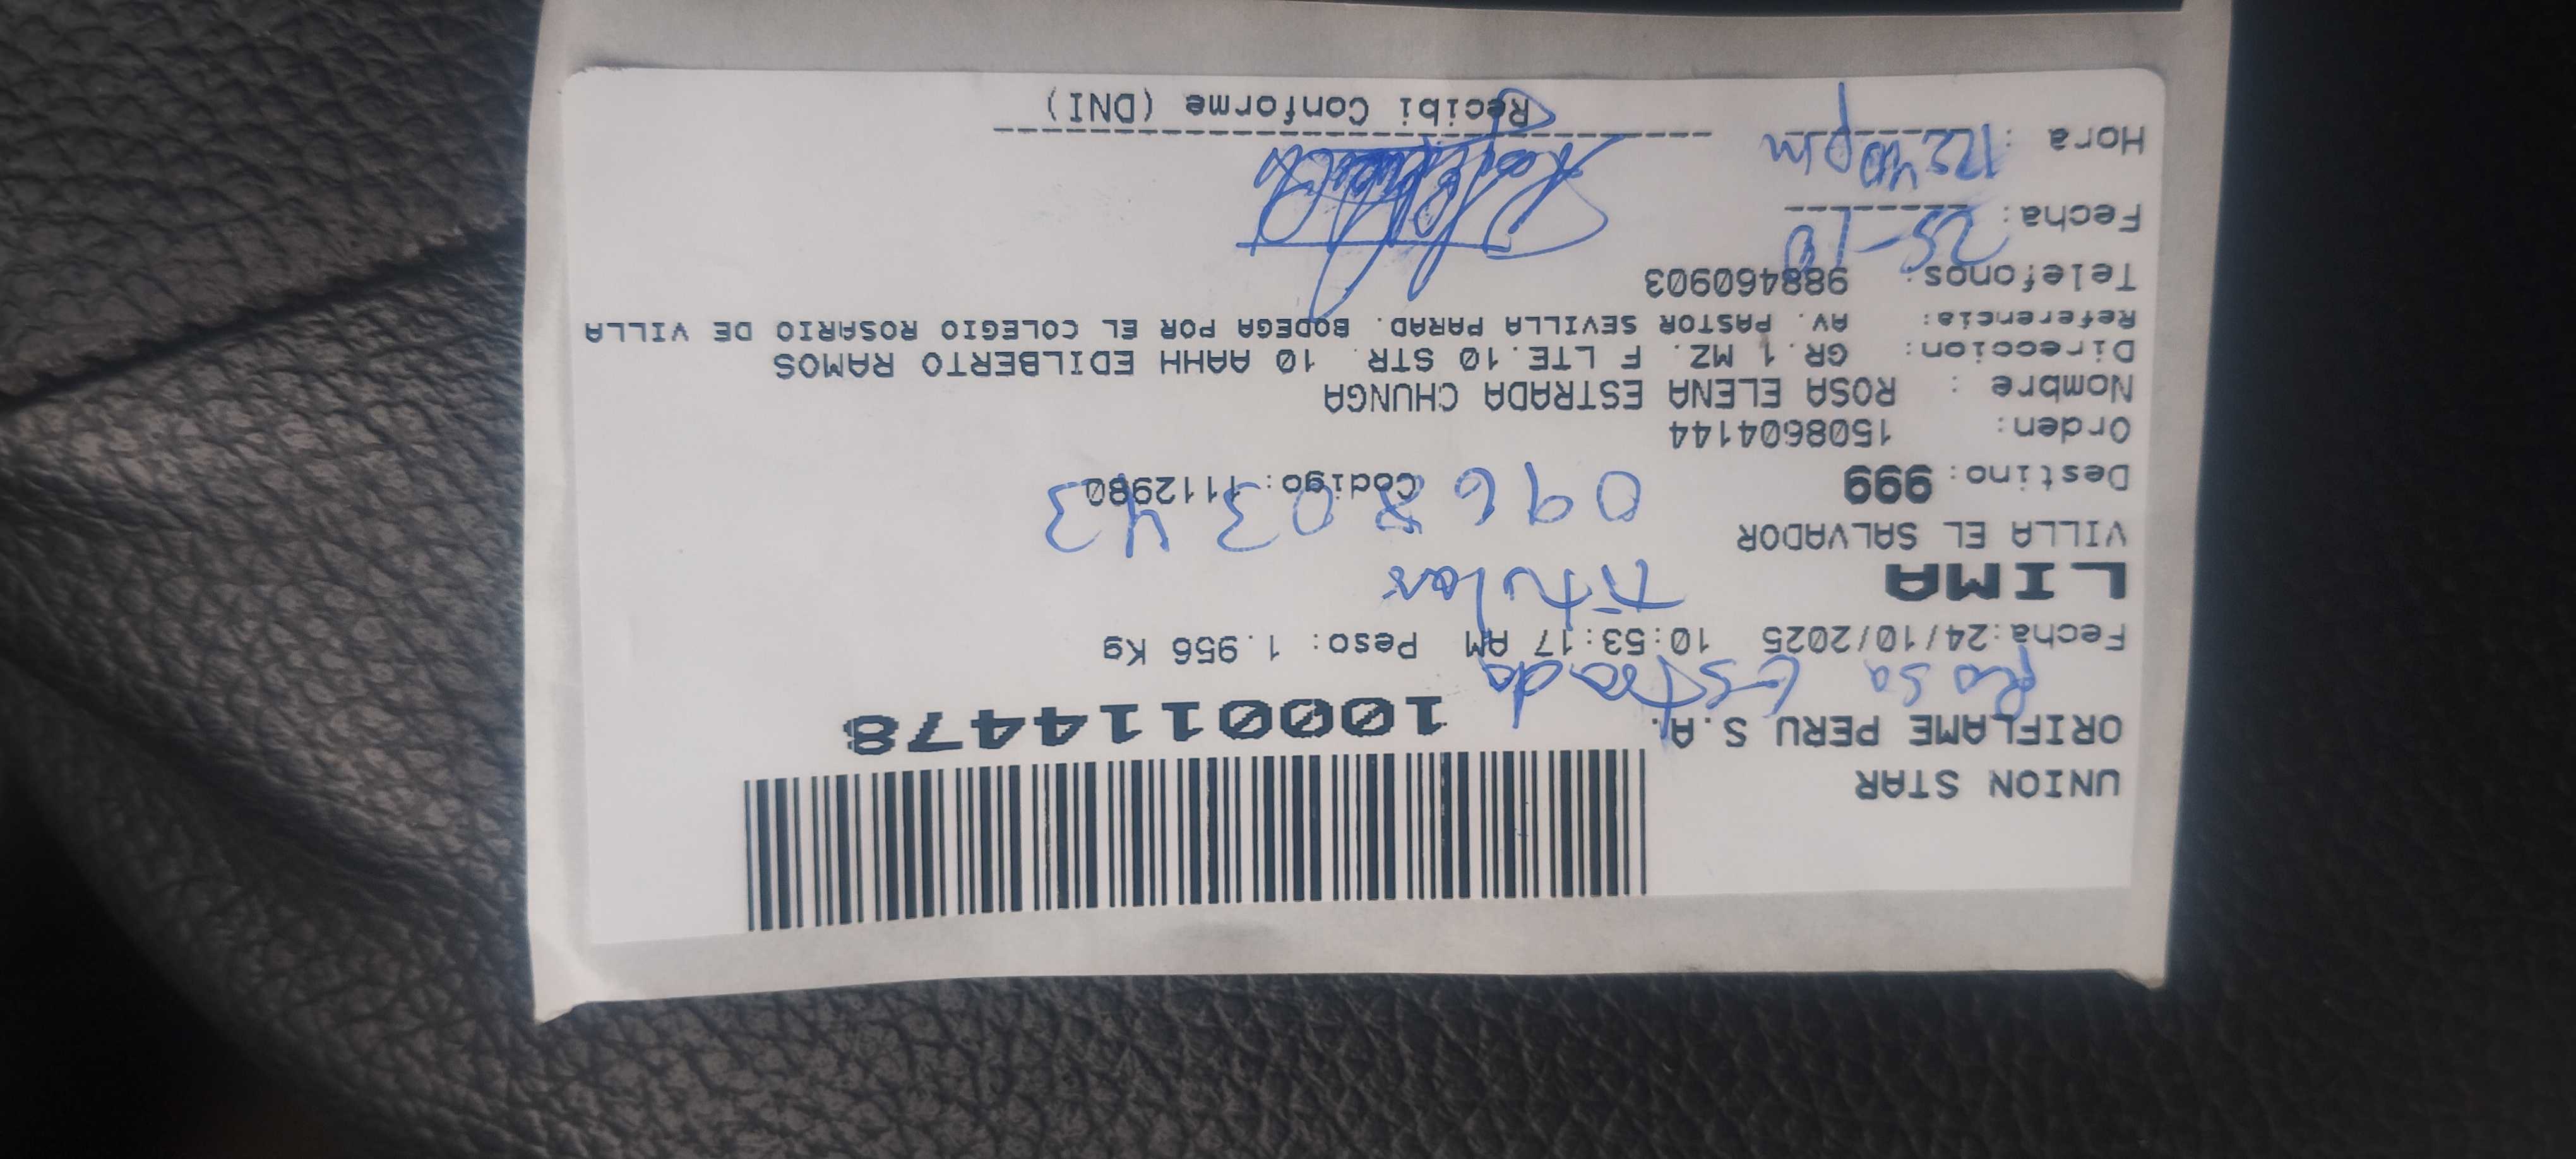 UNION STAR
ORIFLAME PERU S.A.
1000114478
Rosa Estrada
Fecha:24/10/2025 10:53:17 AM Peso: 1.956 Kg
LIMA
Titular
VILLA EL SALVADOR
09680343
Destino: 999 Codigo: 1112980
Orden: 1508604144
Nombre : ROSA ELENA ESTRADA CHUNGA
Direccion: GR.1 MZ. F LTE.10 STR. 10 AAHH EDILBERTO RAMOS
Referencia: AV. PASTOR SEVILLA PARAD. BODEGA POR EL COLEGIO ROSARIO DE VILLA
Telefonos: 988460903
Fecha: 25-10
Hora : 12:40pm
Recibi Conforme (DNI)